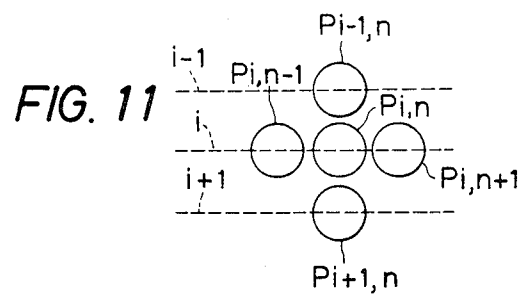 Pi-1,n
i-1
Pi,n-1
Pi,n
FIG. 11
i
i+1
Pi,n+1
Pi+1,n